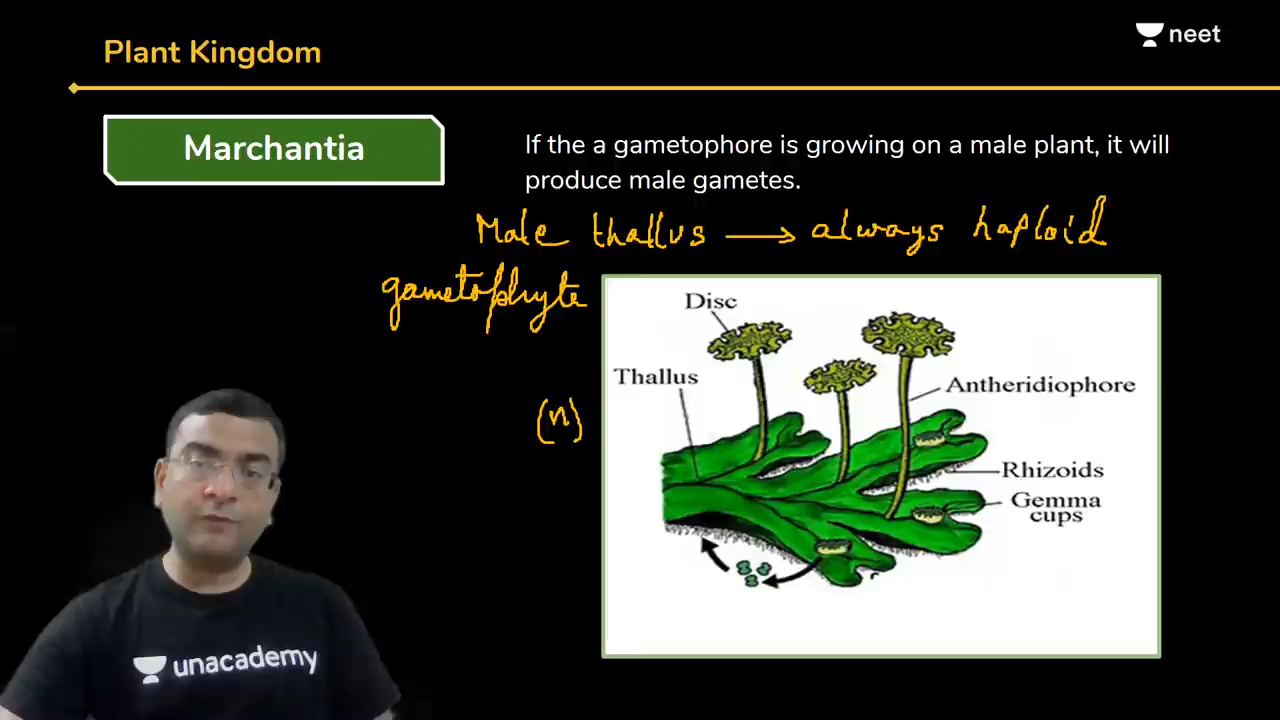 Plant Kingdom
neet
Marchantia
If the a gametophore is growing on a male plant, it will
produce male gametes.
Male thallus → always haploid
gametophyte
(n)
Disc
Thallus
Antheridiophore
Rhizoids
Gemma
cups
unacademy